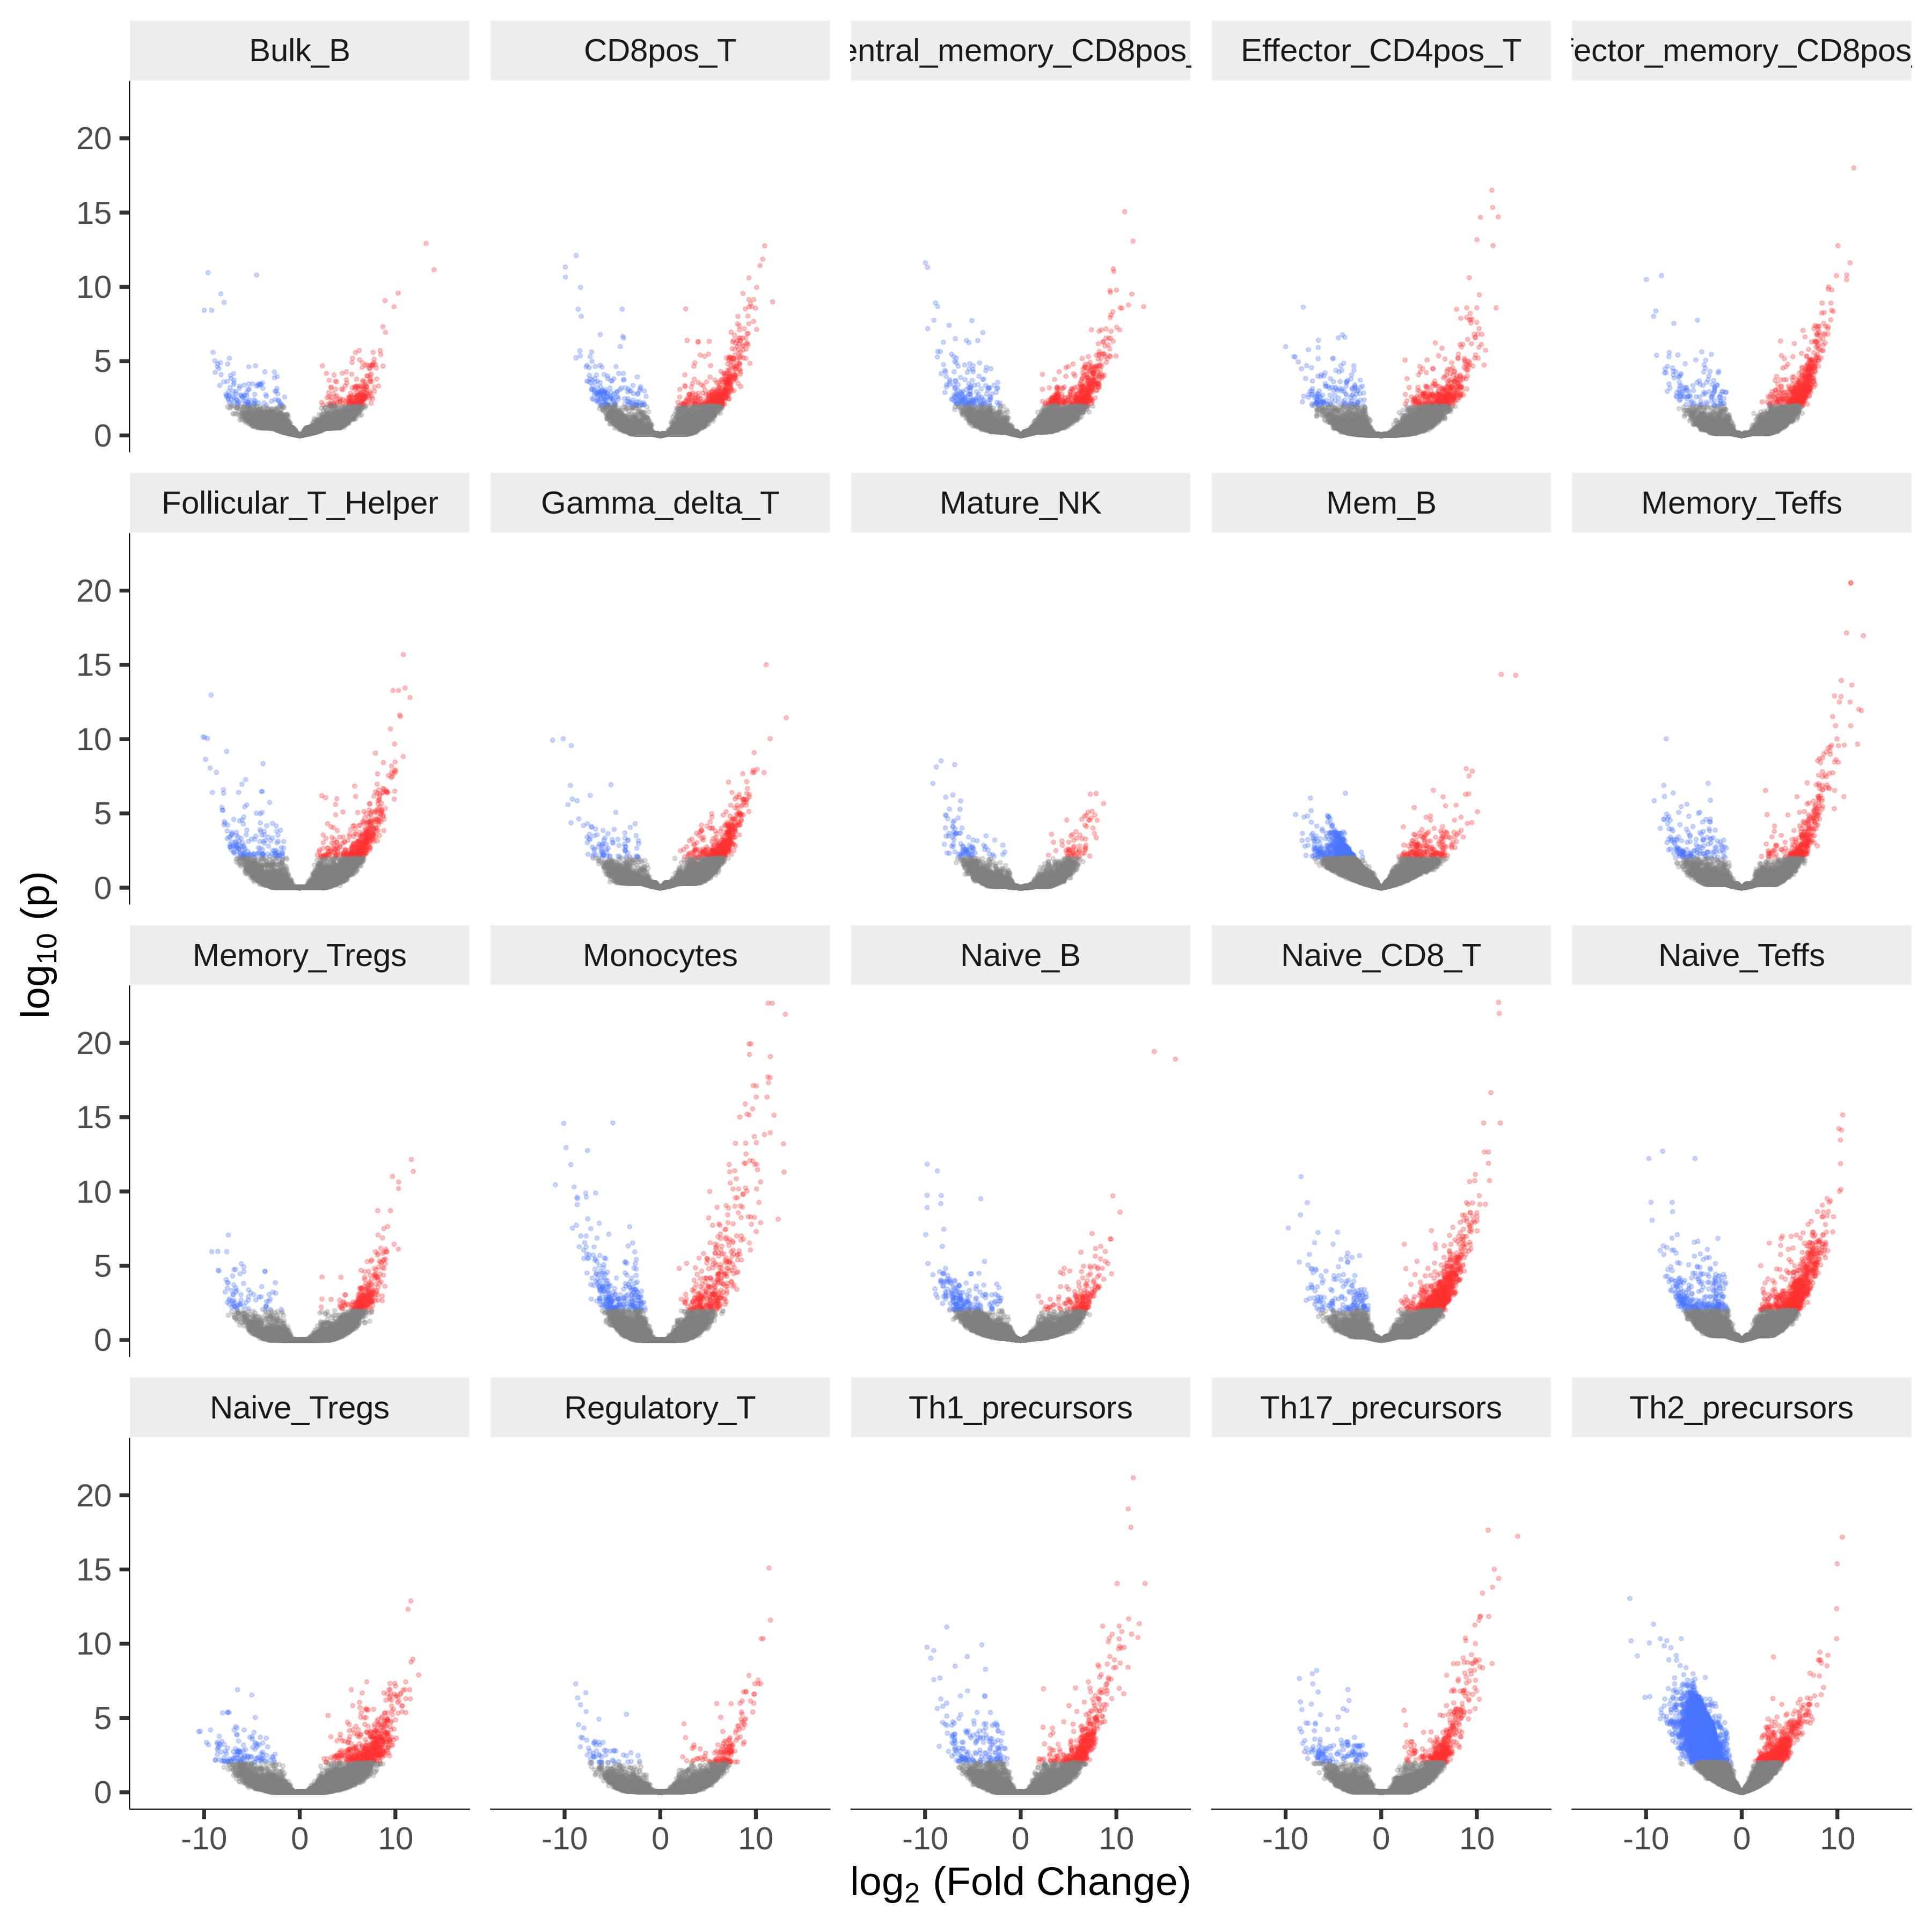 Bulk_B
CD8pos_T
entral_memory_CD8pos_
Effector_CD4pos_T
fector_memory_CD8pos_
20
15
10
5
0
Follicular_T_Helper
Gamma_delta_T
Mature_NK
Mem_B
Memory_Teffs
20
15
10
5
0
log10 (p)
Memory_Tregs
Monocytes
Naive_B
Naive_CD8_T
Naive_Teffs
20
15
10
5
0
Naive_Tregs
Regulatory_T
Th1_precursors
Th17_precursors
Th2_precursors
20
15
10
5
0
-10 0 10 -10 0 10 -10 0 10 -10 0 10 -10 0 10
log2 (Fold Change)